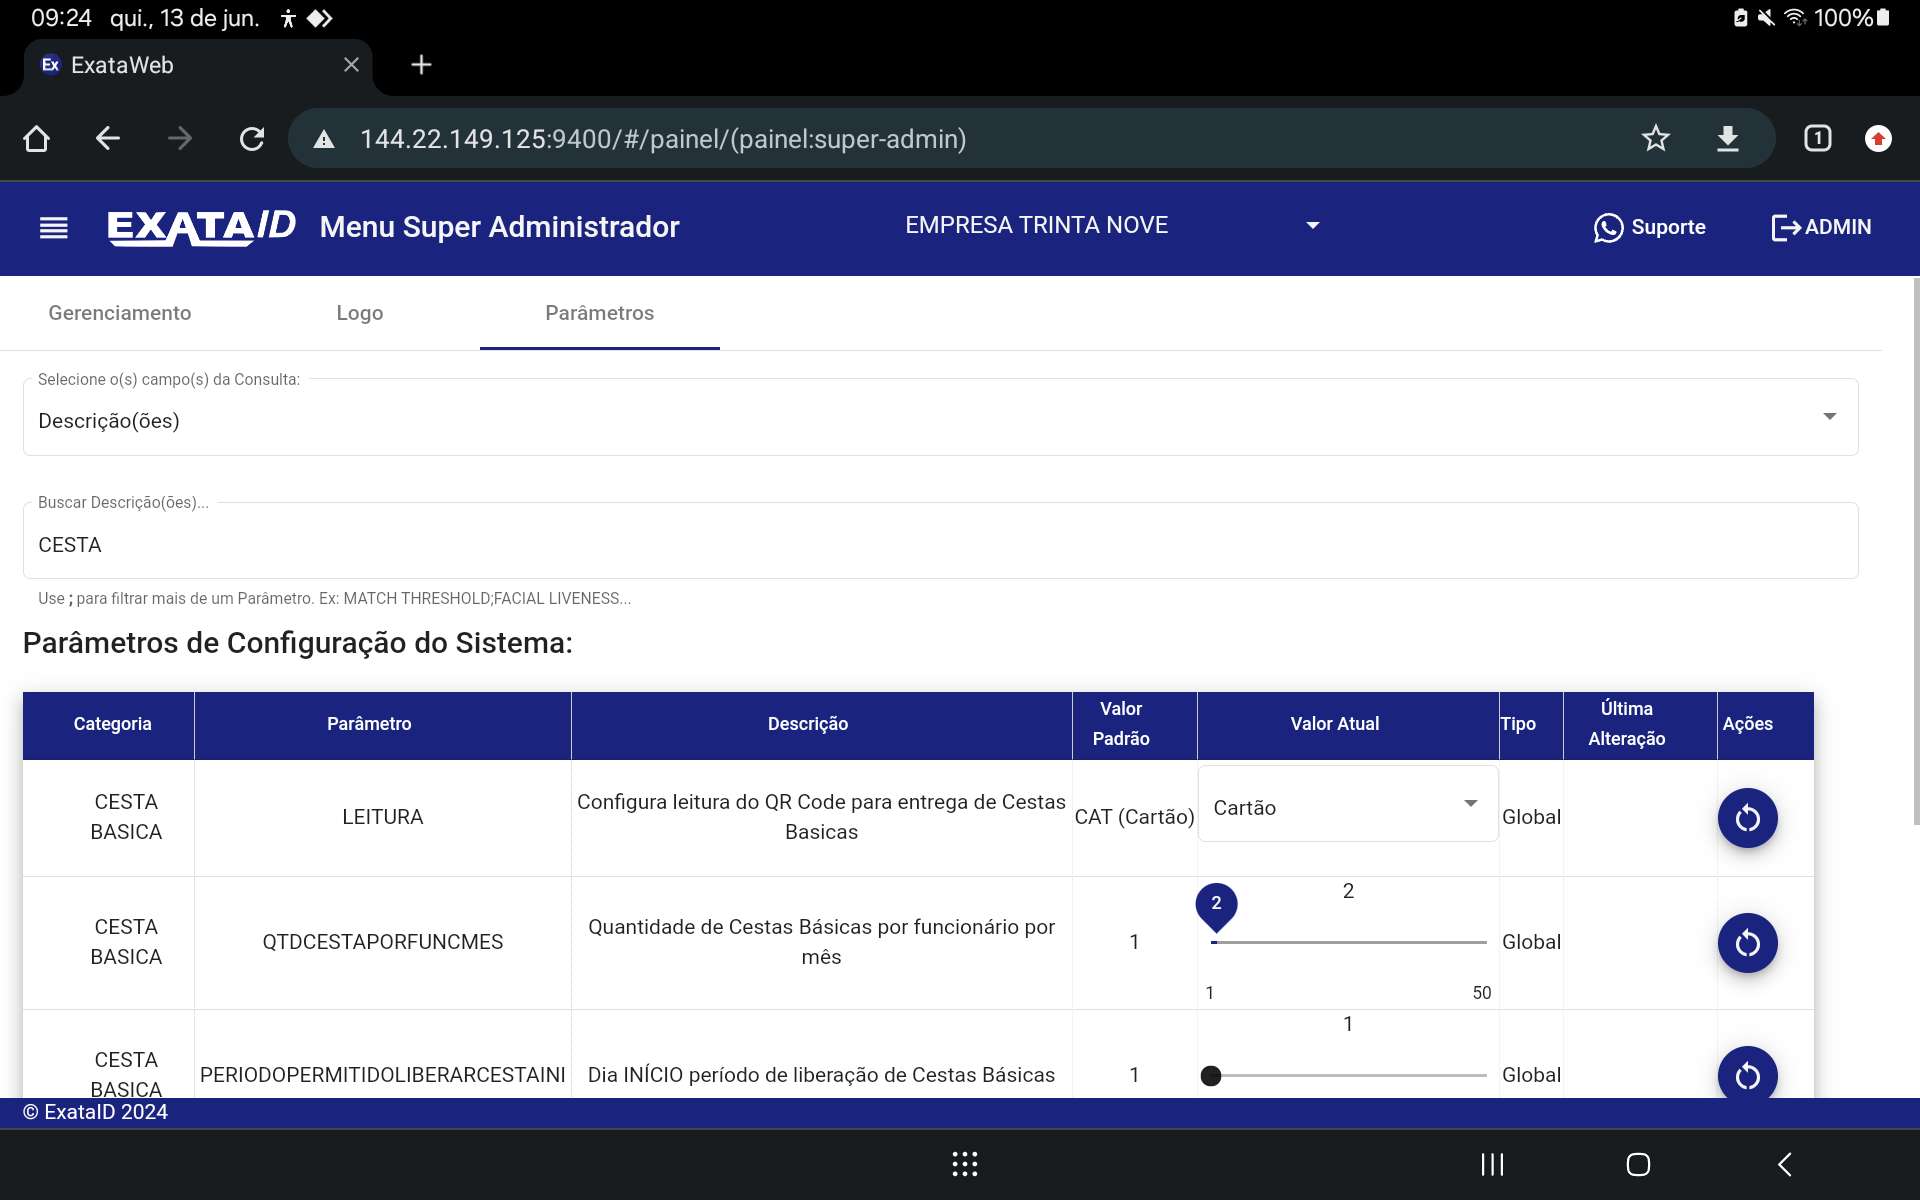 09:24 qui., 13 de jun. 100%
Ex ExataWeb
144.22.149.125:9400/#/painel/(painel:super-admin) 1
EXATAID Menu Super Administrador EMPRESA TRINTA NOVE Suporte ADMIN
Gerenciamento Logo Parâmetros
Selecione o(s) campo(s) da Consulta:
Descrição(ões)
Buscar Descrição(ões)...
CESTA
Use ; para filtrar mais de um Parâmetro. Ex: MATCH THRESHOLD;FACIAL LIVENESS...
Parâmetros de Configuração do Sistema:
Categoria Parâmetro Descrição Valor Padrão Valor Atual Tipo Última Alteração Ações
CESTA BASICA LEITURA Configura leitura do QR Code para entrega de Cestas Basicas CAT (Cartão) Cartão Global
CESTA BASICA QTDCESTAPORFUNCMES Quantidade de Cestas Básicas por funcionário por mês 1 2 2 1 50 Global
CESTA BASICA PERIODOPERMITIDOLIBERARCESTAINI Dia INÍCIO período de liberação de Cestas Básicas 1 1 Global
© ExataID 2024